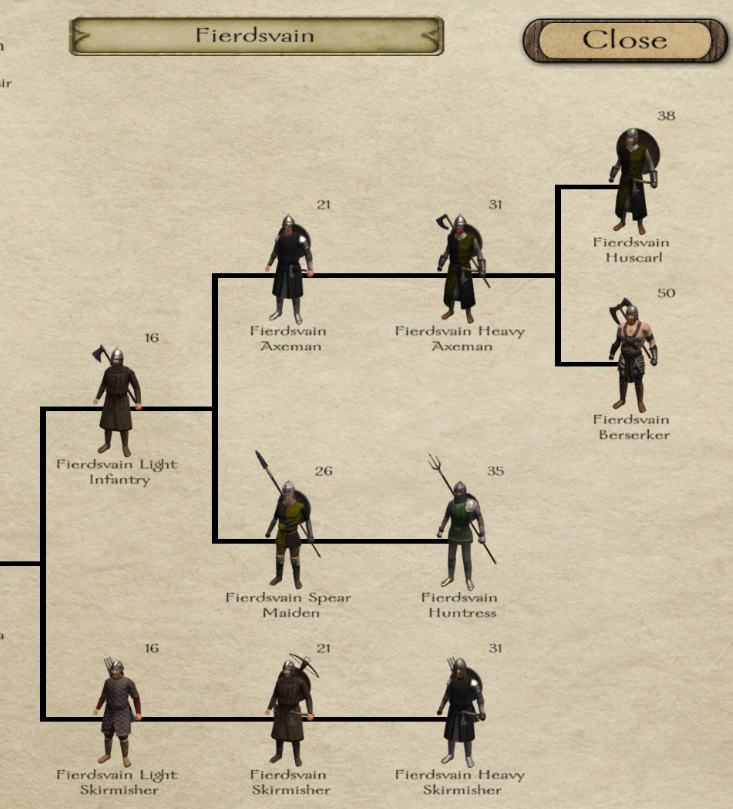 Fierdsvain
Close
sir
38
Fierdsvain
Huscarl
21
31
Fierdsvain
Axeman
Fierdsvain Heavy
Axeman
50
Fierdsvain
Berserker
16
Fierdsvain Light
Infantry
26
35
Fierdsvain Spear
Maiden
Fierdsvain
Huntress
16
21
31
Fierdsvain Light
Skirmisher
Fierdsvain
Skirmisher
Fierdsvain Heavy
Skirmisher